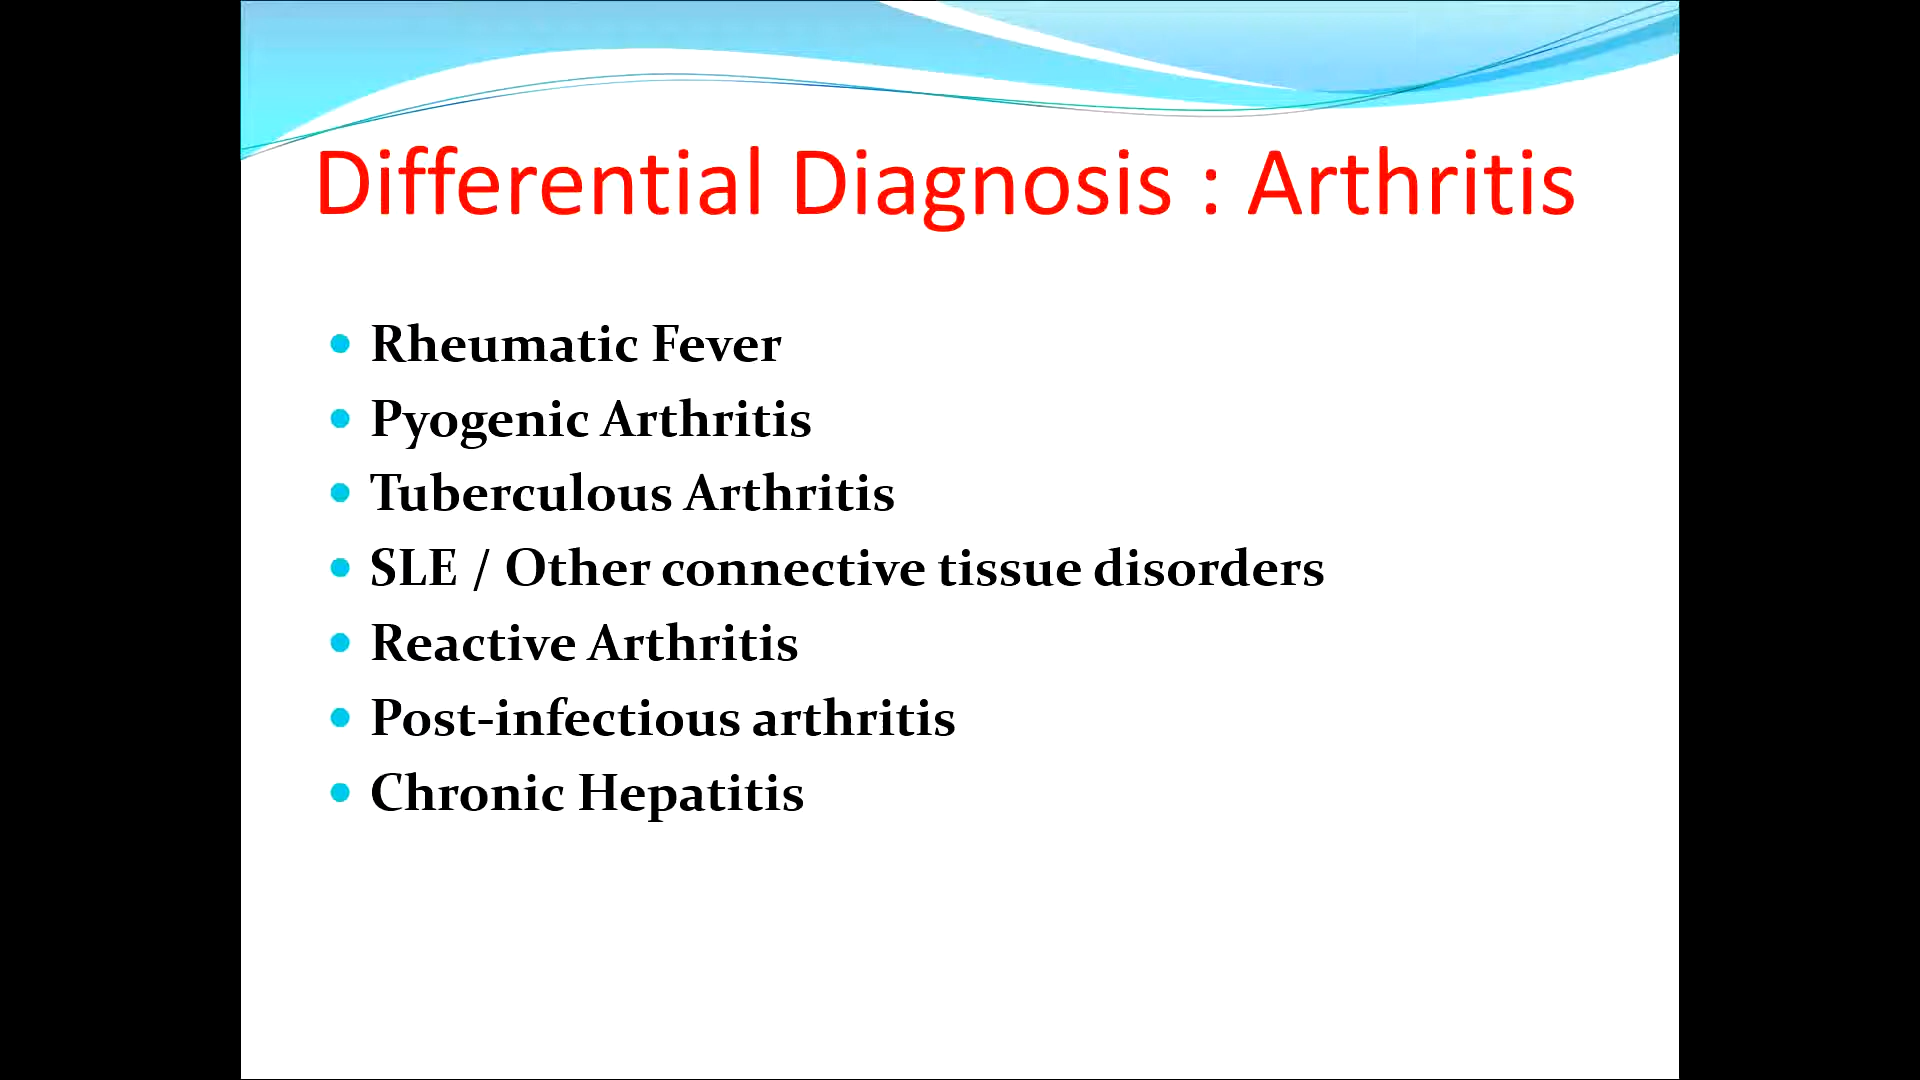 Differential Diagnosis : Arthritis
Rheumatic Fever
Pyogenic Arthritis
Tuberculous Arthritis
SLE / Other connective tissue disorders
Reactive Arthritis
Post-infectious arthritis
Chronic Hepatitis